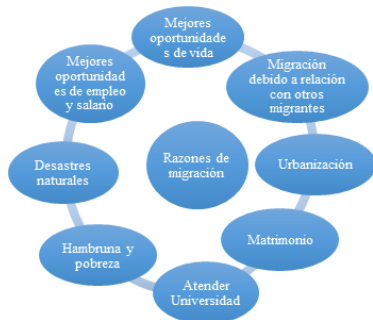 Mejores
oportunidade
s de vida
Migración
debido a relación
con otros
migrantes
Urbanización
Matrimonio
Atender
Universidad
Hambruna y
pobreza
Desastres
naturales
Mejores
oportunidad
es de empleo
y salario
Razones de
migración